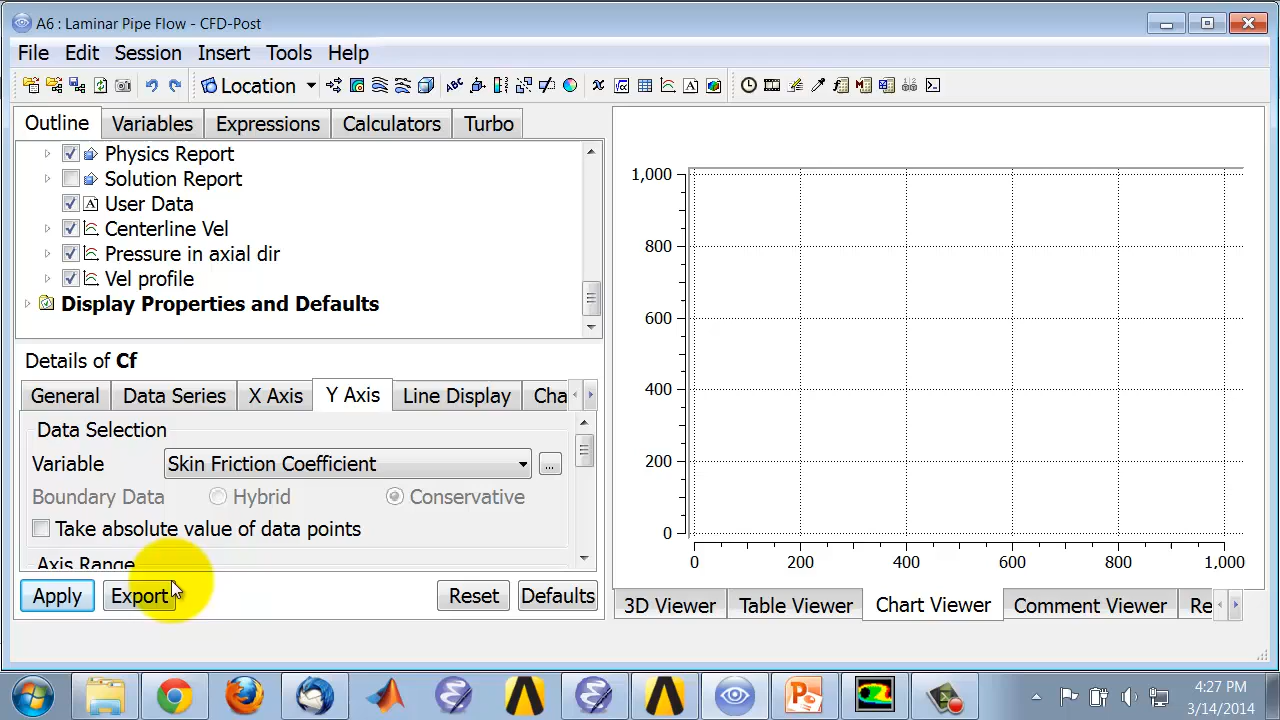 A6 : Laminar Pipe Flow - CFD-Post
File Edit Session Insert Tools Help
Location
Outline Variables Expressions Calculators Turbo
Physics Report
Solution Report
User Data
Centerline Vel
Pressure in axial dir
Vel profile
Display Properties and Defaults
Details of Cf
General Data Series X Axis Y Axis Line Display Cha
Data Selection
Variable Skin Friction Coefficient ...
Boundary Data Hybrid Conservative
Take absolute value of data points
Axis Range
Apply Export Reset Defaults
1,000
800
600
400
200
0
0 200 400 600 800 1,000
3D Viewer Table Viewer Chart Viewer Comment Viewer Re
4:27 PM
3/14/2014